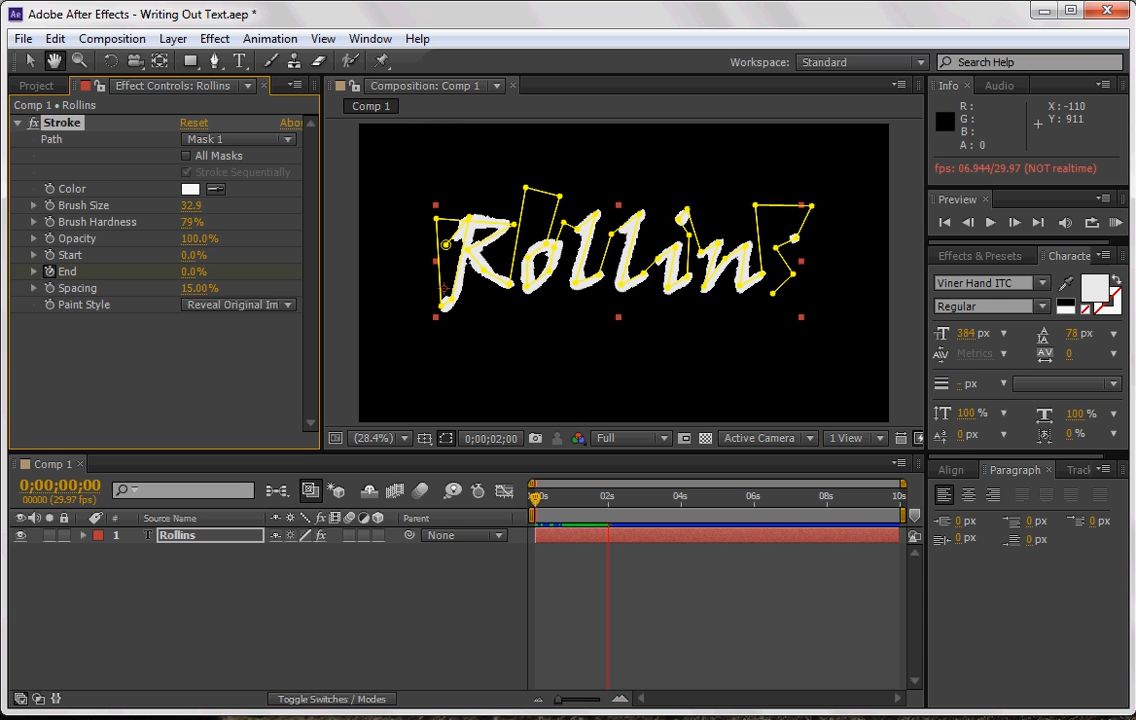 Adobe After Effects - Writing Out Text.aep *
File Edit Composition Layer Effect Animation View Window Help
Workspace: Standard Search Help
Project Effect Controls: Rollins Composition: Comp 1 Info Audio
Comp 1 • Rollins
Comp 1
R : X : -110
G : Y : 911
B :
A : 0
fps: 06.944/29.97 (NOT realtime)
fx Stroke Reset Abou
Path Mask 1
All Masks
Stroke Sequentially
Color
Brush Size 32.9
Brush Hardness 79%
Opacity 100.0%
Start 0.0%
End 0.0%
Spacing 15.00%
Paint Style Reveal Original Im
Rollin
Preview
Effects & Presets Characte
Viner Hand ITC
Regular
384 px 78 px
Metrics 0
- px
100 % 100 %
0 px 0 %
(28.4%) 0;00;02;00 Full Active Camera 1 View
Comp 1
0;00;00;00
00000 (29.97 fps)
02s 04s 06s 08s 10s
# Source Name Parent
1 T Rollins fx None
Toggle Switches / Modes
Align Paragraph Track
0 px 0 px 0 px
0 px 0 px